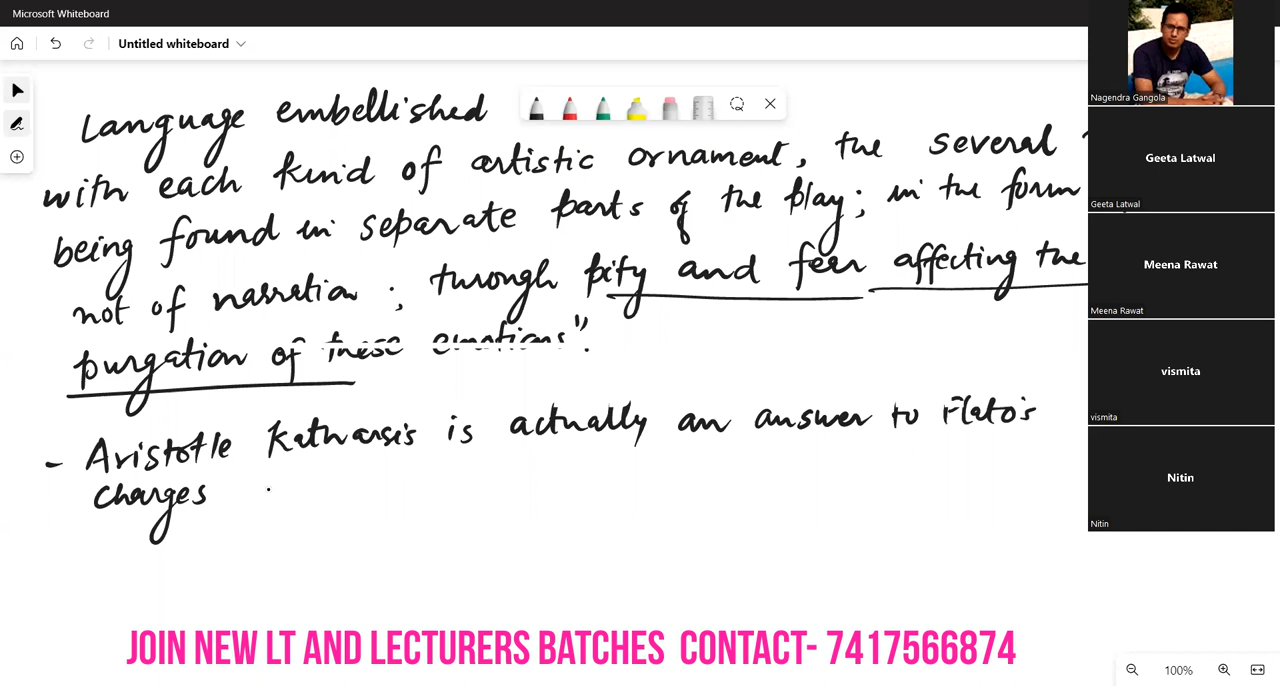 Microsoft Whiteboard
Untitled whiteboard
Language embellished
with each kind of artistic ornament, the several
being found in separate parts of the play; in the form
not of narration; through pity and fear affecting the
purgation of these emotions".
- Aristotle Katharsis is actually an answer to Plato's
charges
Nagendra Gangola
Geeta Latwal
Geeta Latwal
Meena Rawat
Meena Rawat
vismita
vismita
Nitin
Nitin
JOIN NEW LT AND LECTURERS BATCHES CONTACT- 7417566874
100%